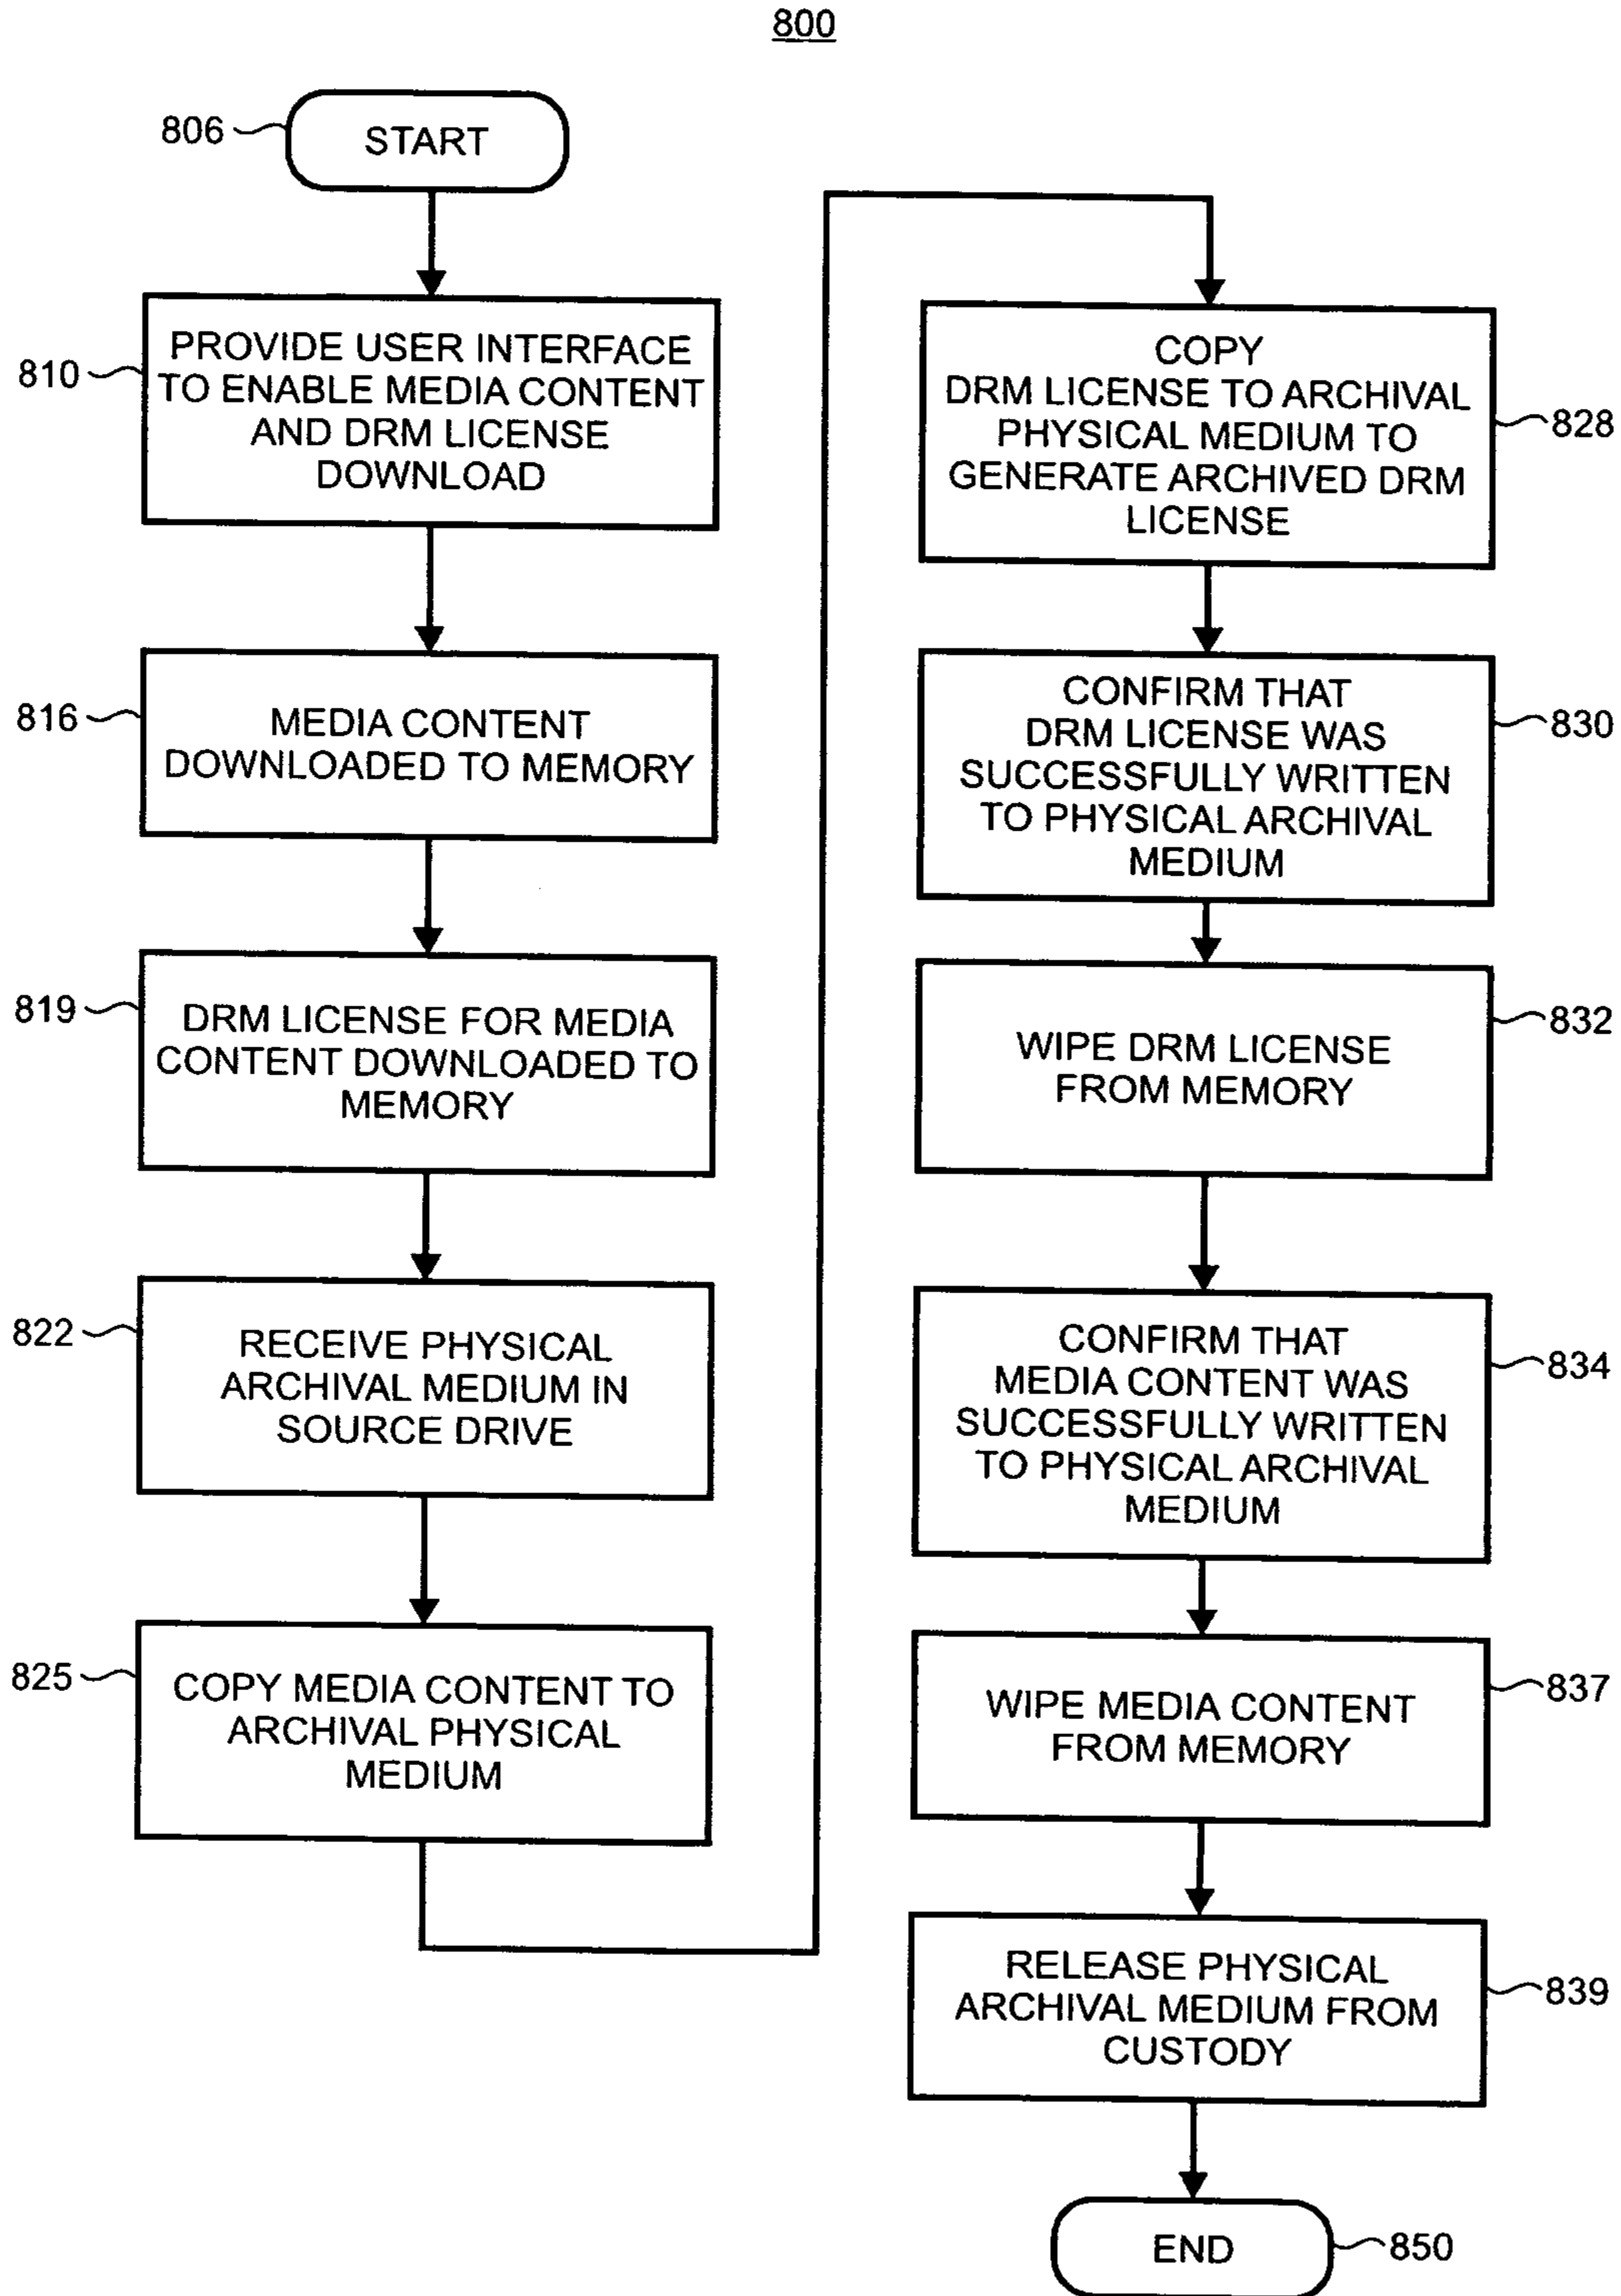 800
806
START
810
PROVIDE USER INTERFACE
TO ENABLE MEDIA CONTENT
AND DRM LICENSE
DOWNLOAD
816
MEDIA CONTENT
DOWNLOADED TO MEMORY
819
DRM LICENSE FOR MEDIA
CONTENT DOWNLOADED TO
MEMORY
822
RECEIVE PHYSICAL
ARCHIVAL MEDIUM IN
SOURCE DRIVE
825
COPY MEDIA CONTENT TO
ARCHIVAL PHYSICAL
MEDIUM
COPY
DRM LICENSE TO ARCHIVAL
PHYSICAL MEDIUM TO
GENERATE ARCHIVED DRM
LICENSE
828
CONFIRM THAT
DRM LICENSE WAS
SUCCESSFULLY WRITTEN
TO PHYSICAL ARCHIVAL
MEDIUM
830
WIPE DRM LICENSE
FROM MEMORY
832
CONFIRM THAT
MEDIA CONTENT WAS
SUCCESSFULLY WRITTEN
TO PHYSICAL ARCHIVAL
MEDIUM
834
WIPE MEDIA CONTENT
FROM MEMORY
837
RELEASE PHYSICAL
ARCHIVAL MEDIUM FROM
CUSTODY
839
END
850